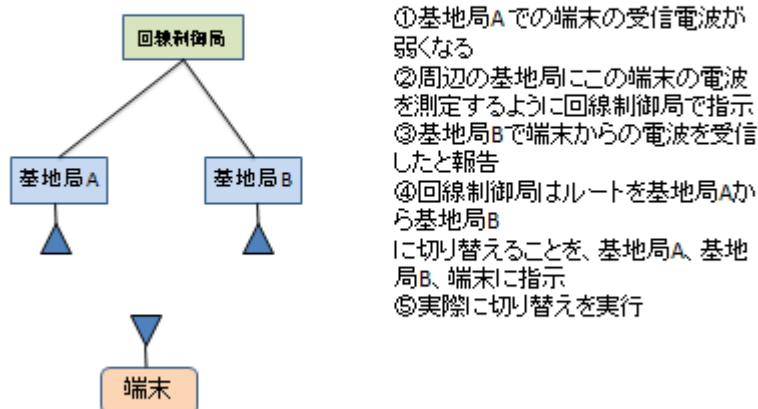 回線制御局
基地局A
基地局B
端末
①基地局Aでの端末の受信電波が
弱くなる
②周辺の基地局にこの端末の電波
を測定するように回線制御局で指示
③基地局Bで端末からの電波を受信
したと報告
④回線制御局はルートを基地局Aか
ら基地局B
に切り替えることを、基地局A、基地
局B、端末に指示
⑤実際に切り替えを実行